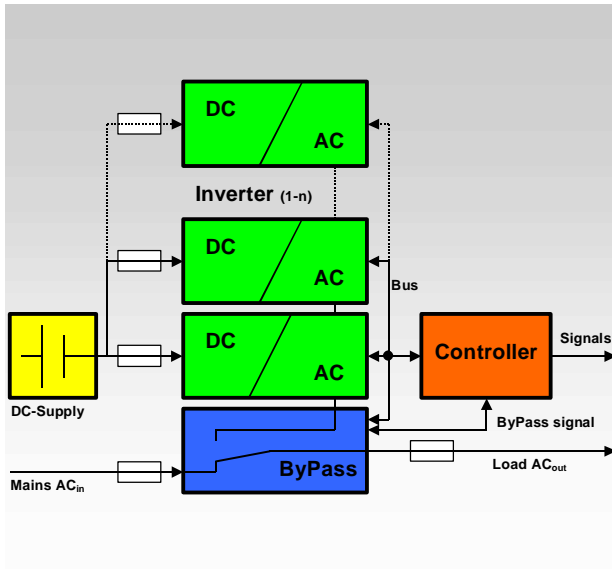 DC
AC
Inverter (1-n)
DC
AC
Bus
DC
AC
Controller
Signals
DC-Supply
ByPass signal
ByPass
Load ACout
Mains ACin